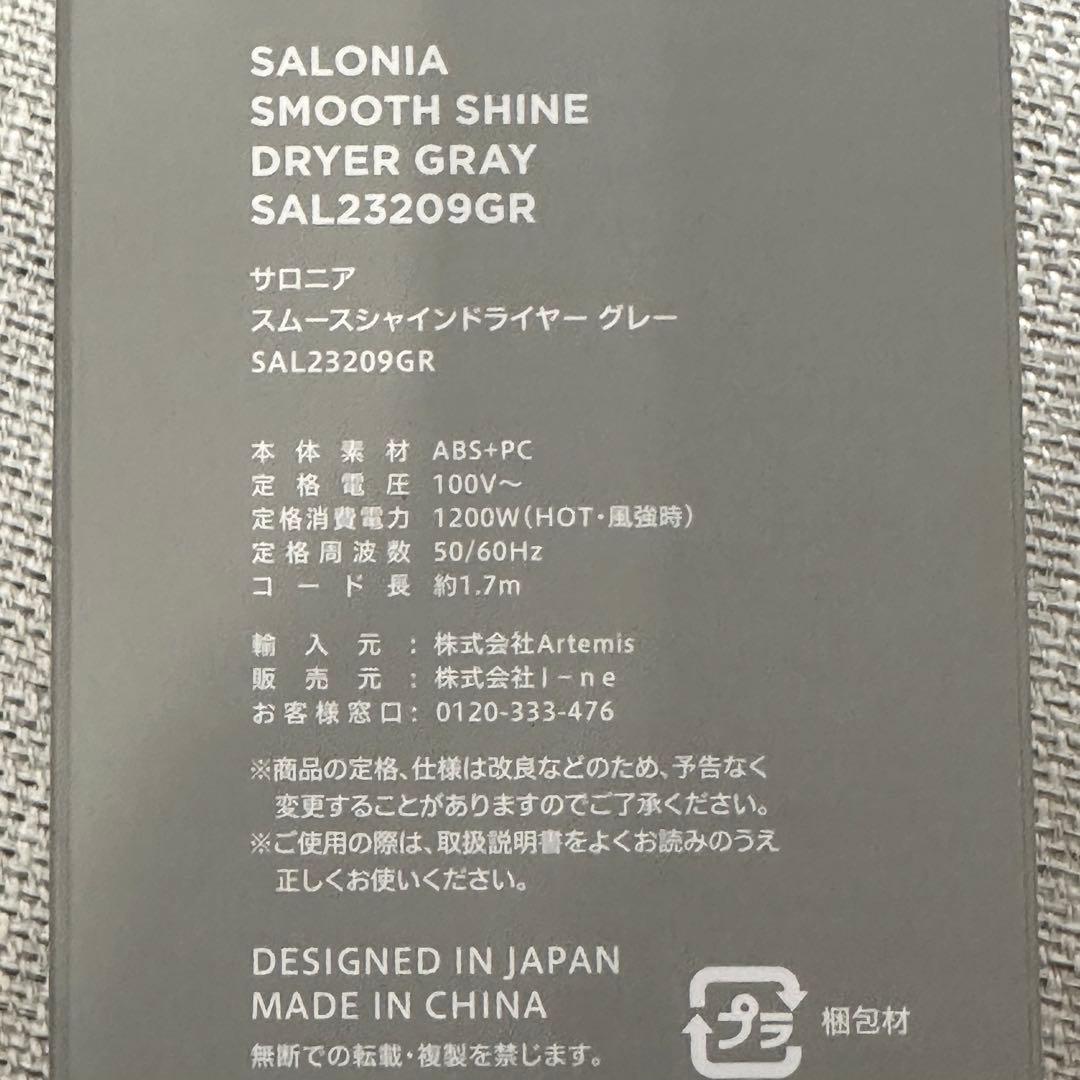 SALONIA
SMOOTH SHINE
DRYER GRAY
SAL23209GR
サロニア
スムースシャインドライヤー グレー
SAL23209GR
本体素材 ABS+PC
定格電圧 100V～
定格消費電力 1200W（HOT・風強時）
定格周波数 50/60Hz
コード長 約1.7m
輸入元：株式会社Artemis
販売元：株式会社I−ne
お客様窓口：0120-333-476
※商品の定格、仕様は改良などのため、予告なく
変更することがありますのでご了承ください。
※ご使用の際は、取扱説明書をよくお読みのうえ
正しくお使いください。
DESIGNED IN JAPAN
MADE IN CHINA
無断での転載・複製を禁じます。
プラ 梱包材